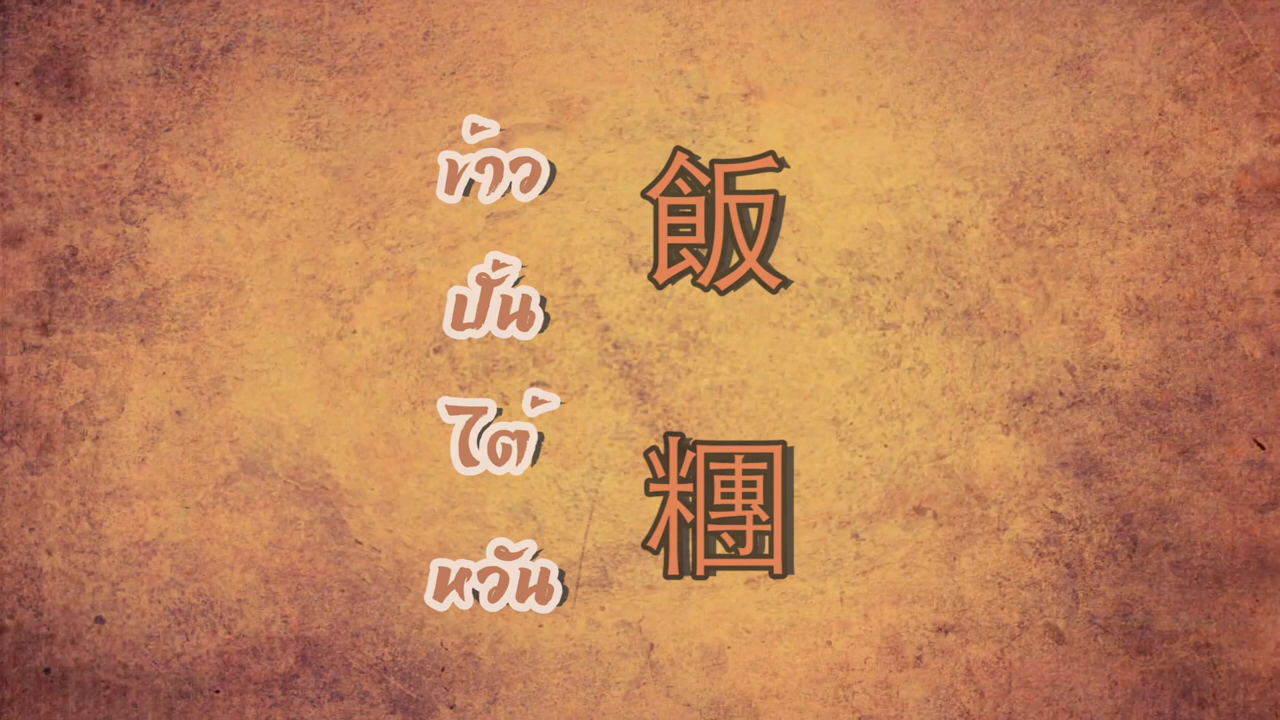 ข้าว
ปั้น
ไต้
หวัน
飯
糰